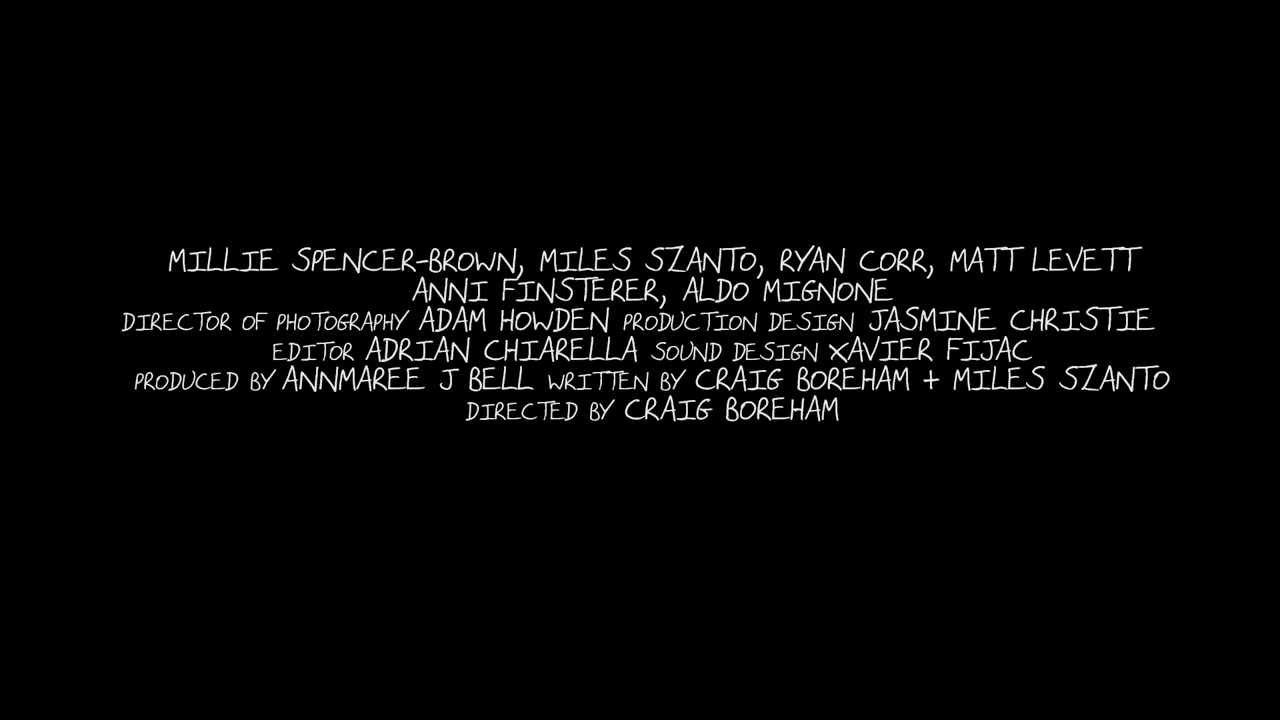 MILLIE SPENCER-BROWN, MILES SZANTO, RYAN CORR, MATT LEVETT
ANNI FINSTERER, ALDO MIGNONE
DIRECTOR OF PHOTOGRAPHY ADAM HOWDEN PRODUCTION DESIGN JASMINE CHRISTIE
EDITOR ADRIAN CHIARELLA SOUND DESIGN XAVIER FIJAC
PRODUCED BY ANNMAREE J BELL WRITTEN BY CRAIG BOREHAM + MILES SZANTO
DIRECTED BY CRAIG BOREHAM